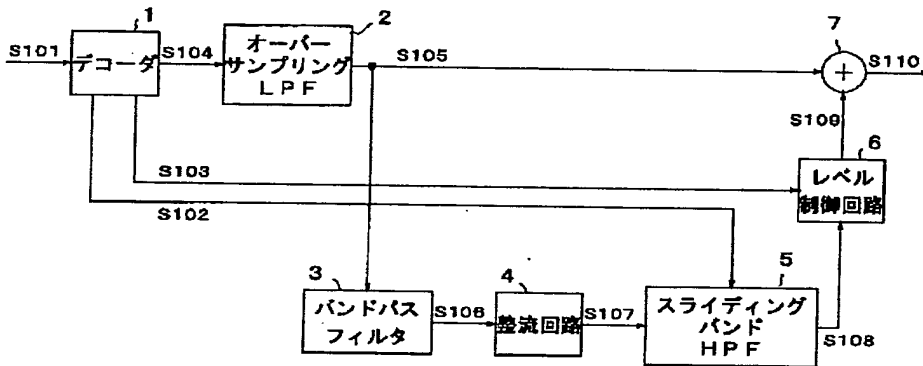 1
2
7
S101
デコーダ
S104
オーバー
サンプリング
LPF
S105
+
S110
S109
6
S103
レベル
制御回路
S102
3
4
5
バンドパス
フィルタ
S106
整流回路
S107
スライディング
バンド
HPF
S108